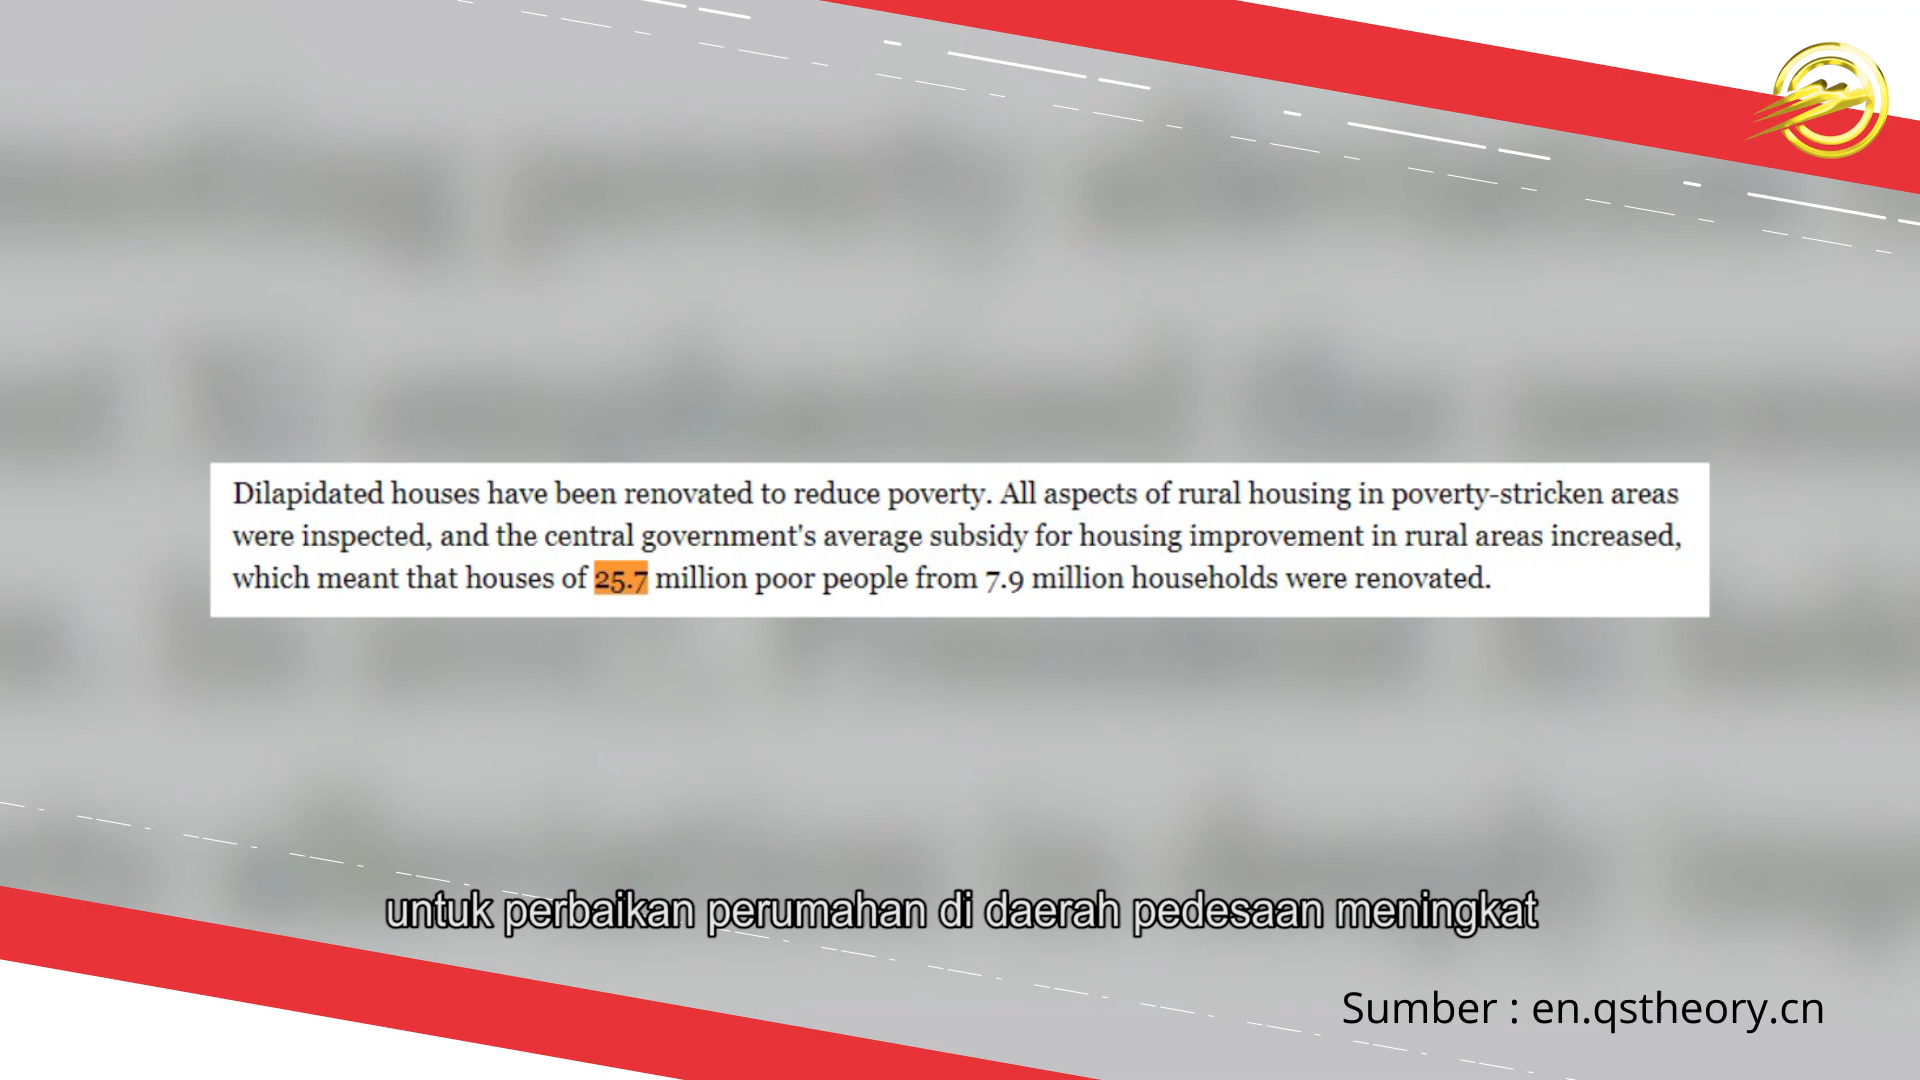 Dilapidated houses have been renovated to reduce poverty. All aspects of rural housing in poverty-stricken areas
were inspected, and the central government's average subsidy for housing improvement in rural areas increased,
which meant that houses of 25.7 million poor people from 7.9 million households were renovated.
untuk perbaikan perumahan di daerah pedesaan meningkat
Sumber : en.qstheory.cn